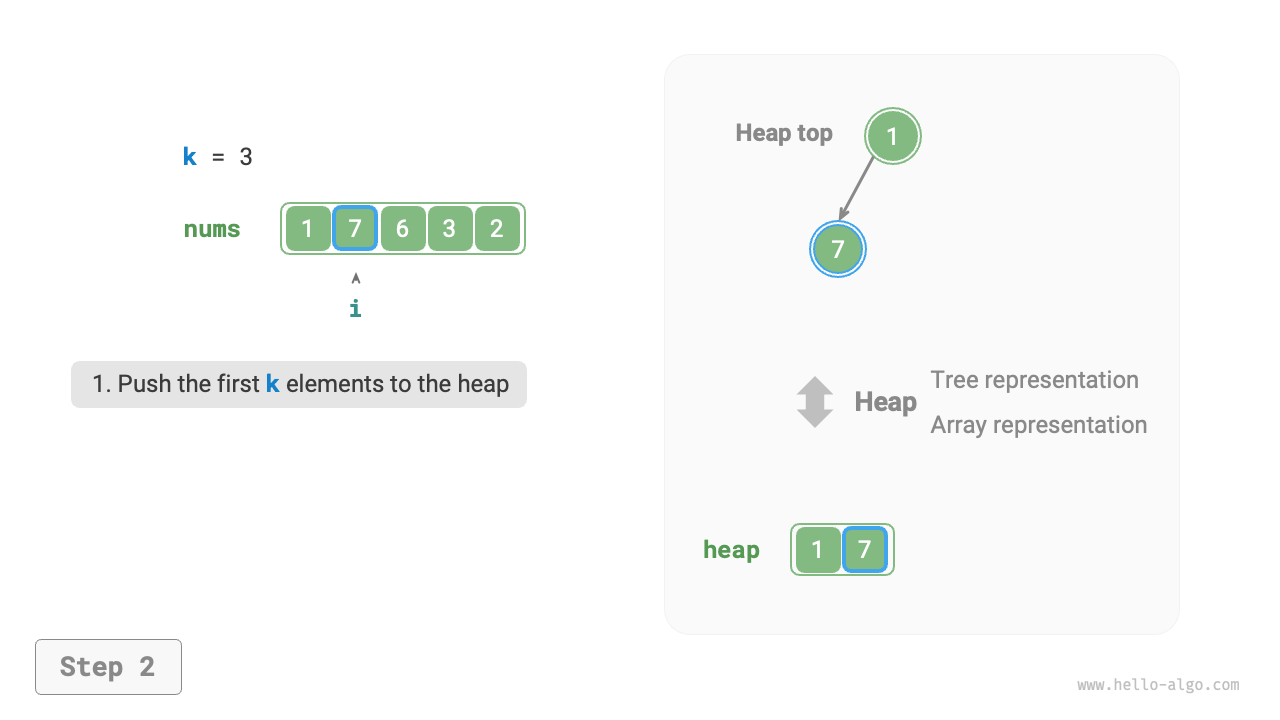 k = 3
nums 1 7 6 3 2
i
1. Push the first k elements to the heap
Step 2
Heap top 1
7
Heap
Tree representation
Array representation
heap 1 7
www.hello-algo.com